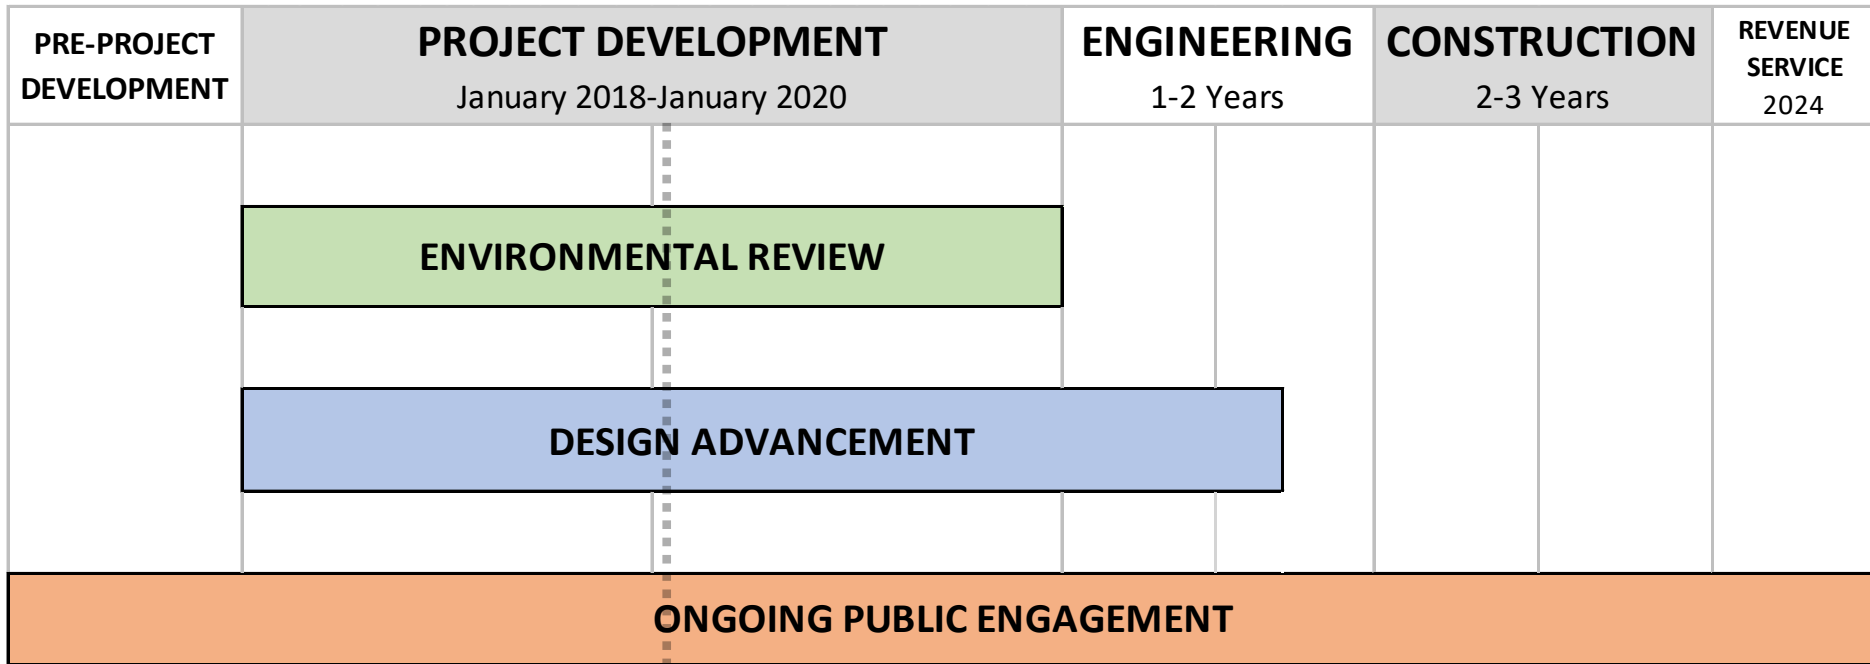 PRE-PROJECT
DEVELOPMENT
PROJECT DEVELOPMENT
January 2018-January 2020
ENGINEERING
1-2 Years
CONSTRUCTION
2-3 Years
REVENUE
SERVICE
2024
ENVIRONMENTAL REVIEW
DESIGN ADVANCEMENT
ONGOING PUBLIC ENGAGEMENT